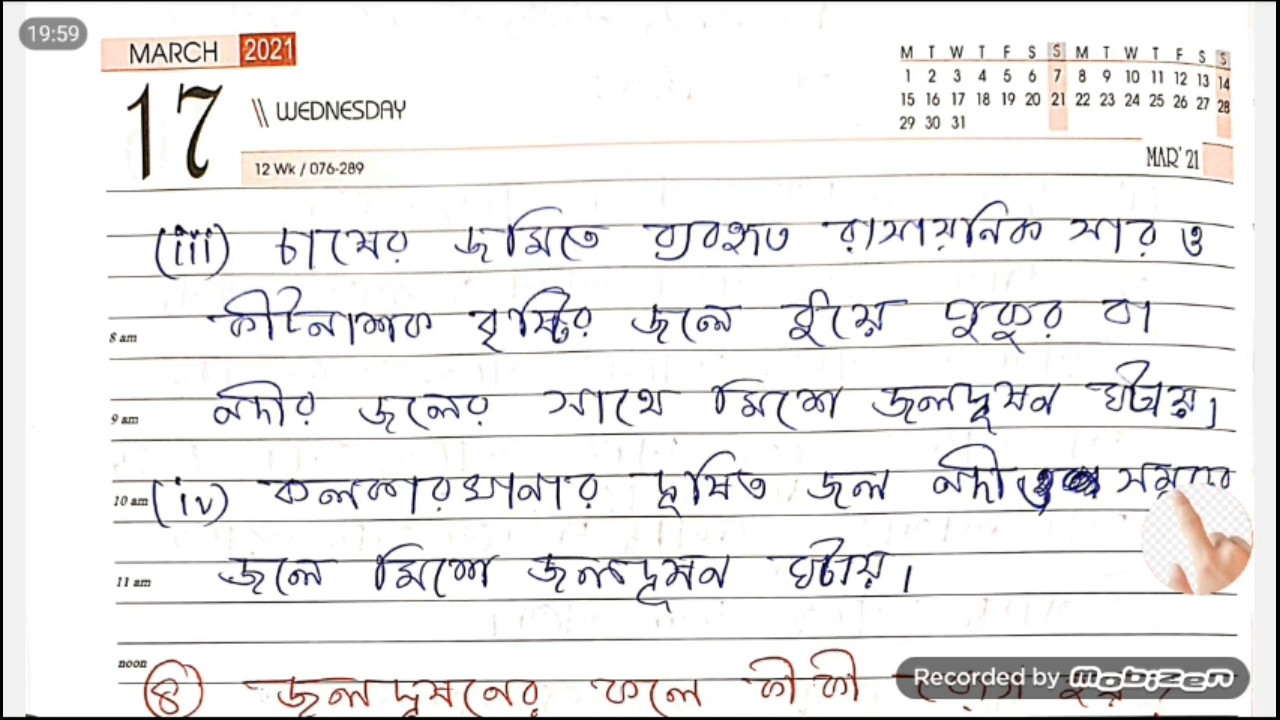 19:59
MARCH 2021
17 \\ WEDNESDAY
12 Wk / 076-289
M T W T F S S M T W T F S S
1 2 3 4 5 6 7 8 9 10 11 12 13 14
15 16 17 18 19 20 21 22 23 24 25 26 27 28
29 30 31
MAR' 21
(iii) চাষের জমিতে ব্যবহৃত রাসায়নিক সার ও
8 am কীটনাশক বৃষ্টির জলে ধুয়ে পুকুর বা
9 am নদীর জলের সাথে মিশে জলদূষন ঘটায়।
10 am (iv) কলকারখানার দূষিত জল নদী ও
11 am জলে মিশে জলদূষন ঘটায়।
noon
৪ জলদূষনের ফলে কী কী
Recorded by mobizen